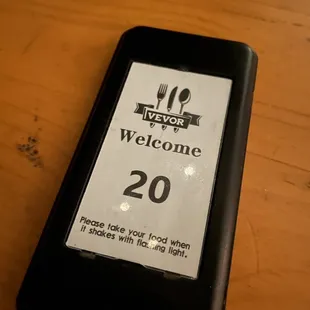 VEVOR
Welcome
20
Please take your food when
it shakes with flashing light.